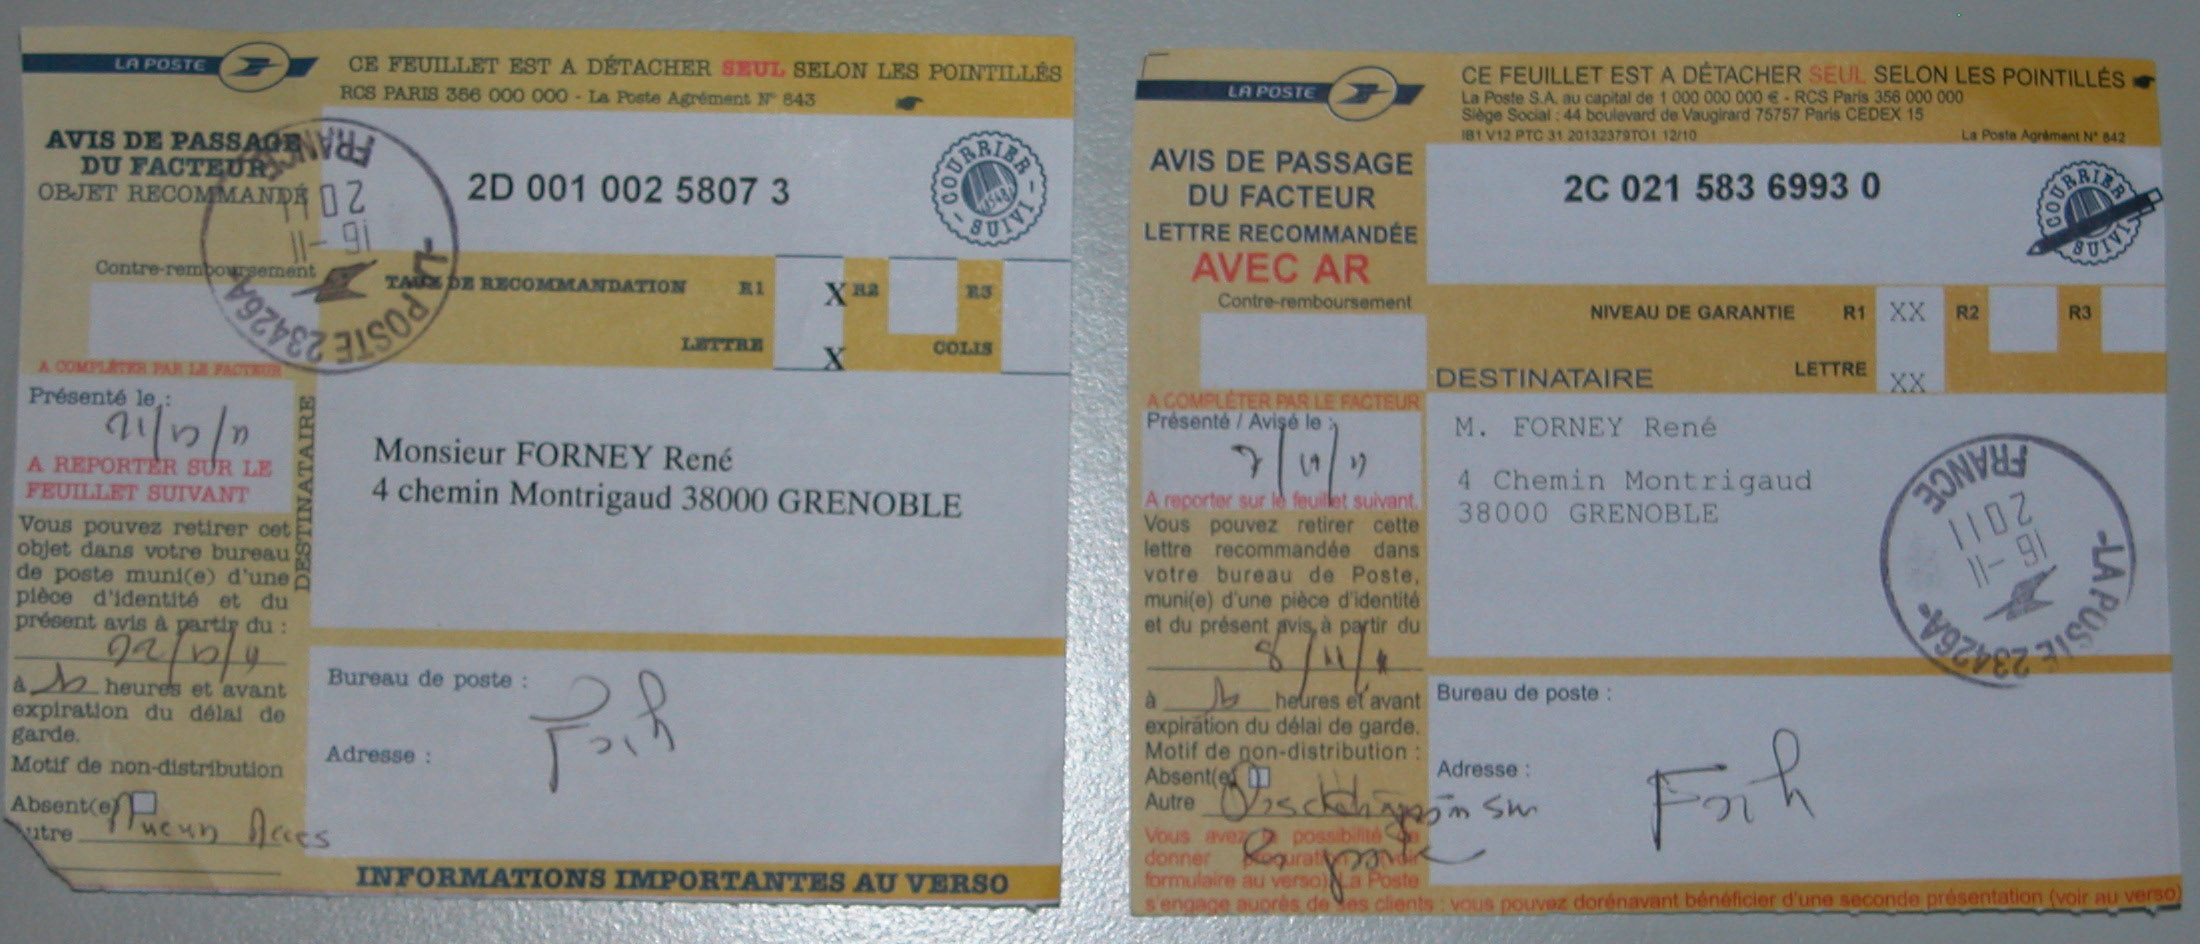 LA POSTE
CE FEUILLET EST A DÉTACHER SEUL SELON LES POINTILLÉS
RCS PARIS 356 000 000 - La Poste Agrément N° 843
AVIS DE PASSAGE
DU FACTEUR
OBJET RECOMMANDÉ
2D 001 002 5807 3
COURRIER SUIVI
FRANCE
2011
16-11
-LA POSTE 23426A-
Contre-remboursement
TAUX DE RECOMMANDATION R1 X R2 R3
LETTRE X COLIS
A COMPLÉTER PAR LE FACTEUR
Présenté le :
A REPORTER SUR LE
FEUILLET SUIVANT
DESTINATAIRE
Monsieur FORNEY René
4 chemin Montrigaud 38000 GRENOBLE
Vous pouvez retirer cet
objet dans votre bureau
de poste muni(e) d'une
pièce d'identité et du
présent avis à partir du :
à heures et avant
expiration du délai de
garde.
Motif de non-distribution
Absent(e)
Autre Aucun Acces
Bureau de poste :
Adresse :
INFORMATIONS IMPORTANTES AU VERSO
LA POSTE
CE FEUILLET EST A DÉTACHER SEUL SELON LES POINTILLÉS
La Poste S.A. au capital de 1 000 000 000 € - RCS Paris 356 000 000
Siège Social : 44 boulevard de Vaugirard 75757 Paris CEDEX 15
IB1 V12 PTC 31 20132379TO1 12/10 La Poste Agrément N° 842
AVIS DE PASSAGE
DU FACTEUR
LETTRE RECOMMANDÉE
AVEC AR
2C 021 583 6993 0
COURRIER SUIVI
Contre-remboursement
NIVEAU DE GARANTIE R1 XX R2 R3
LETTRE XX
DESTINATAIRE
A COMPLÉTER PAR LE FACTEUR
Présenté / Avisé le :
A reporter sur le feuillet suivant.
M. FORNEY René
4 Chemin Montrigaud
38000 GRENOBLE
FRANCE
2011
16-11
-LA POSTE 23426A-
Vous pouvez retirer cette
lettre recommandée dans
votre bureau de Poste,
muni(e) d'une pièce d'identité
et du présent avis à partir du
8/11/11
à heures et avant
expiration du délai de garde.
Motif de non-distribution :
Absent(e)
Autre
Vous avez la possibilité de
donner procuration (voir
formulaire au verso). La Poste
s'engage auprès de ses clients : vous pouvez dorénavant bénéficier d'une seconde présentation (voir au verso)
Bureau de poste :
Adresse :